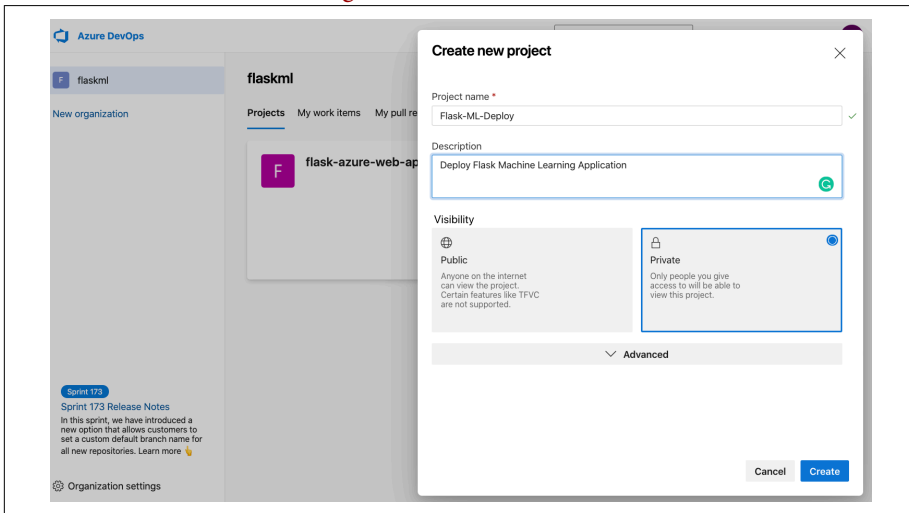 Azure DevOps
F flaskml
New organization
Sprint 173
Sprint 173 Release Notes
In this sprint, we have introduced a
new option that allows customers to
set a custom default branch name for
all new repositories. Learn more 👆
Organization settings
flaskml
Projects My work items My pull re
F flask-azure-web-ap
Create new project
Project name *
Flask-ML-Deploy
Description
Deploy Flask Machine Learning Application
G
Visibility
Public
Anyone on the internet
can view the project.
Certain features like TFVC
are not supported.
Private
Only people you give
access to will be able to
view this project.
Advanced
Cancel Create